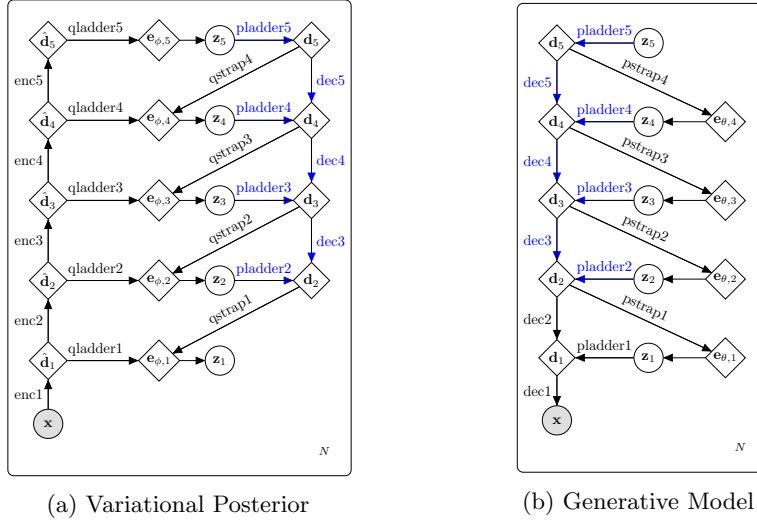 d̂₅ qladder5 e_ϕ,5 z₅ pladder5 d₅
enc5 qstrap4 dec5
d̂₄ qladder4 e_ϕ,4 z₄ pladder4 d₄
enc4 qstrap3 dec4
d̂₃ qladder3 e_ϕ,3 z₃ pladder3 d₃
enc3 qstrap2 dec3
d̂₂ qladder2 e_ϕ,2 z₂ pladder2 d₂
enc2 qstrap1
d̂₁ qladder1 e_ϕ,1 z₁
enc1
x
N
(a) Variational Posterior
d₅ pladder5 z₅
dec5 pstrap4
d₄ pladder4 z₄ e_θ,4
dec4 pstrap3
d₃ pladder3 z₃ e_θ,3
dec3 pstrap2
d₂ pladder2 z₂ e_θ,2
dec2 pstrap1
d₁ pladder1 z₁ e_θ,1
dec1
x
N
(b) Generative Model